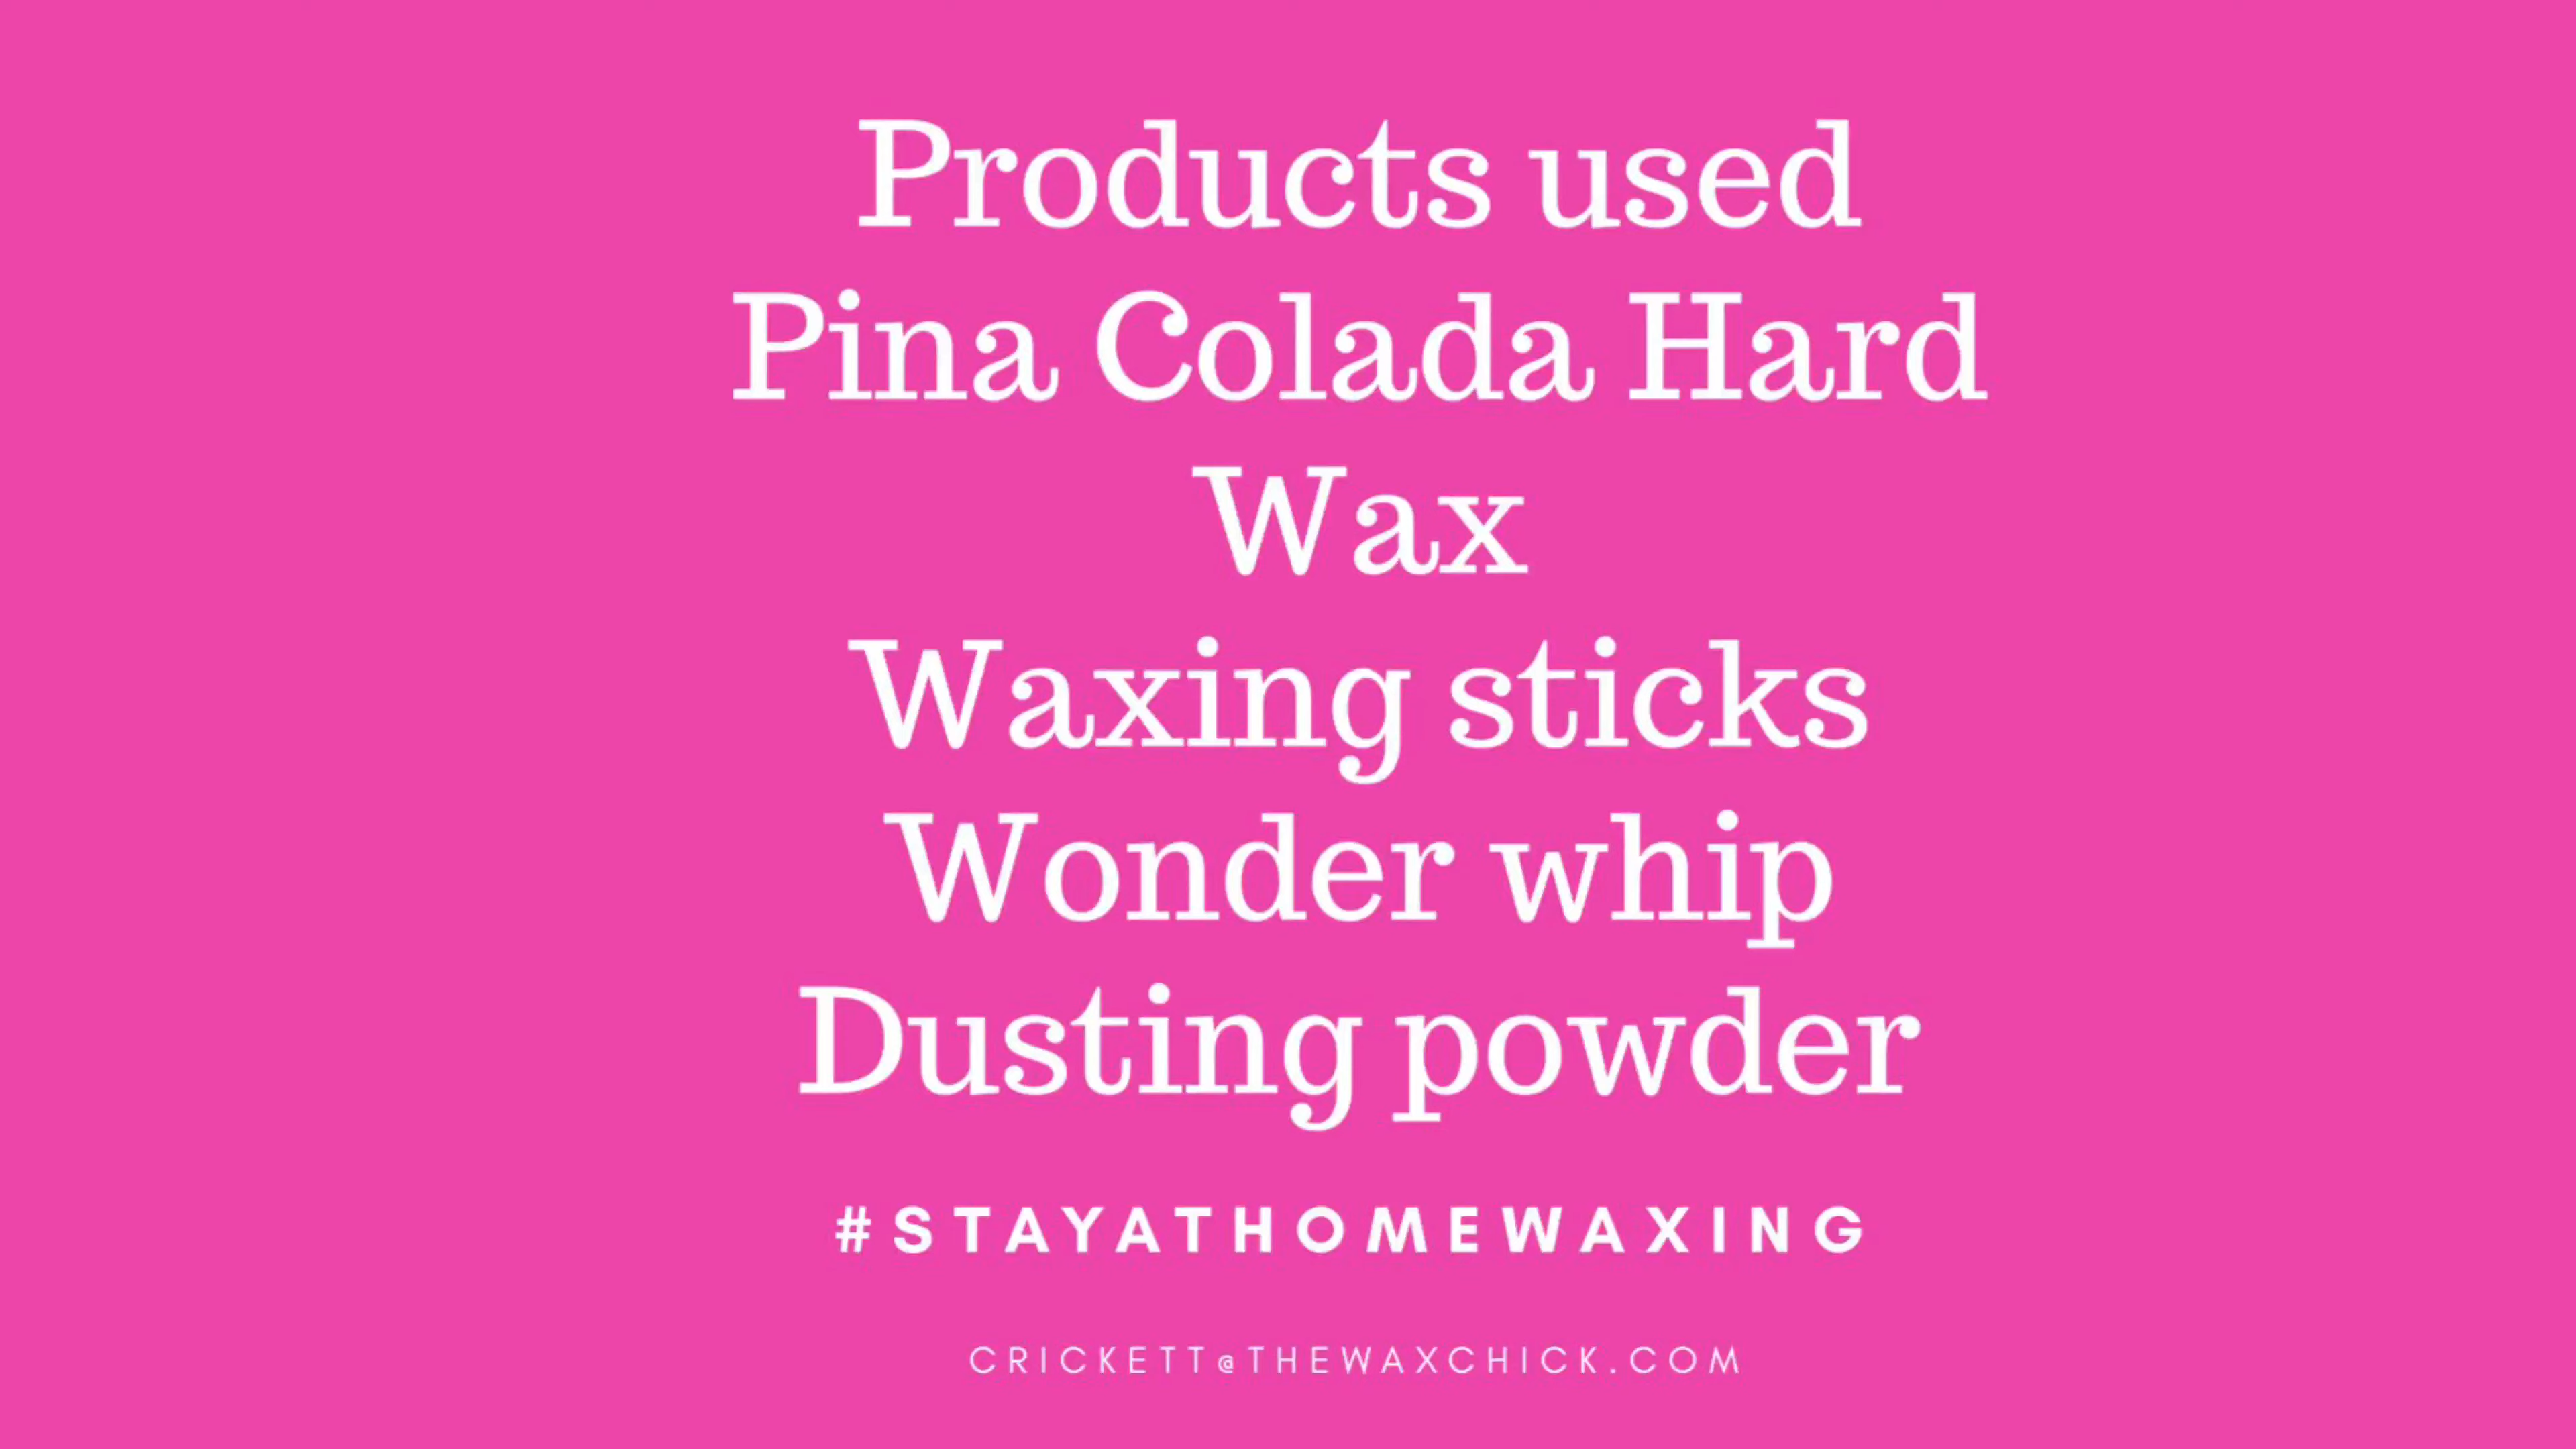 Products used
Pina Colada Hard
Wax
Waxing sticks
Wonder whip
Dusting powder
#STAYATHOMEWAXING
CRICKETT@THEWAXCHICK.COM